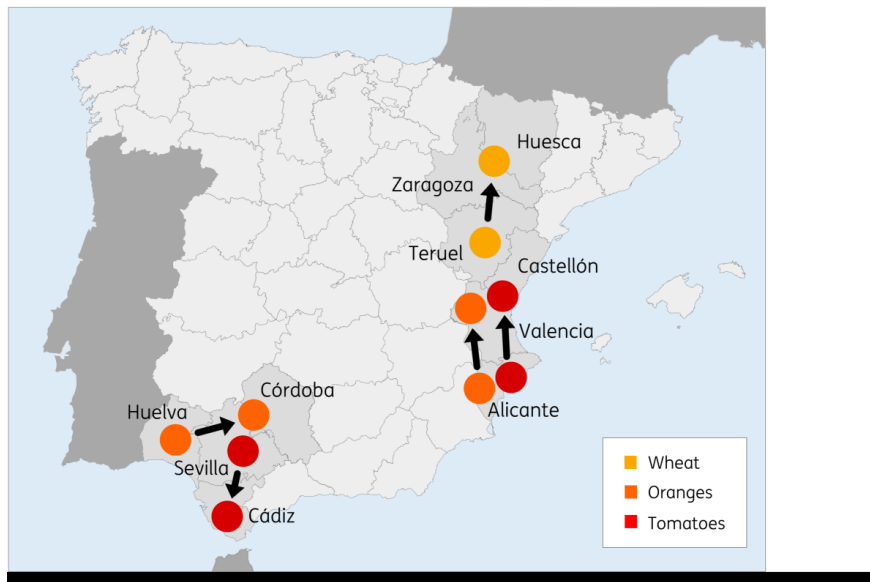 Huesca
Zaragoza
Teruel
Castellón
Valencia
Alicante
Córdoba
Huelva
Sevilla
Cádiz
Wheat
Oranges
Tomatoes